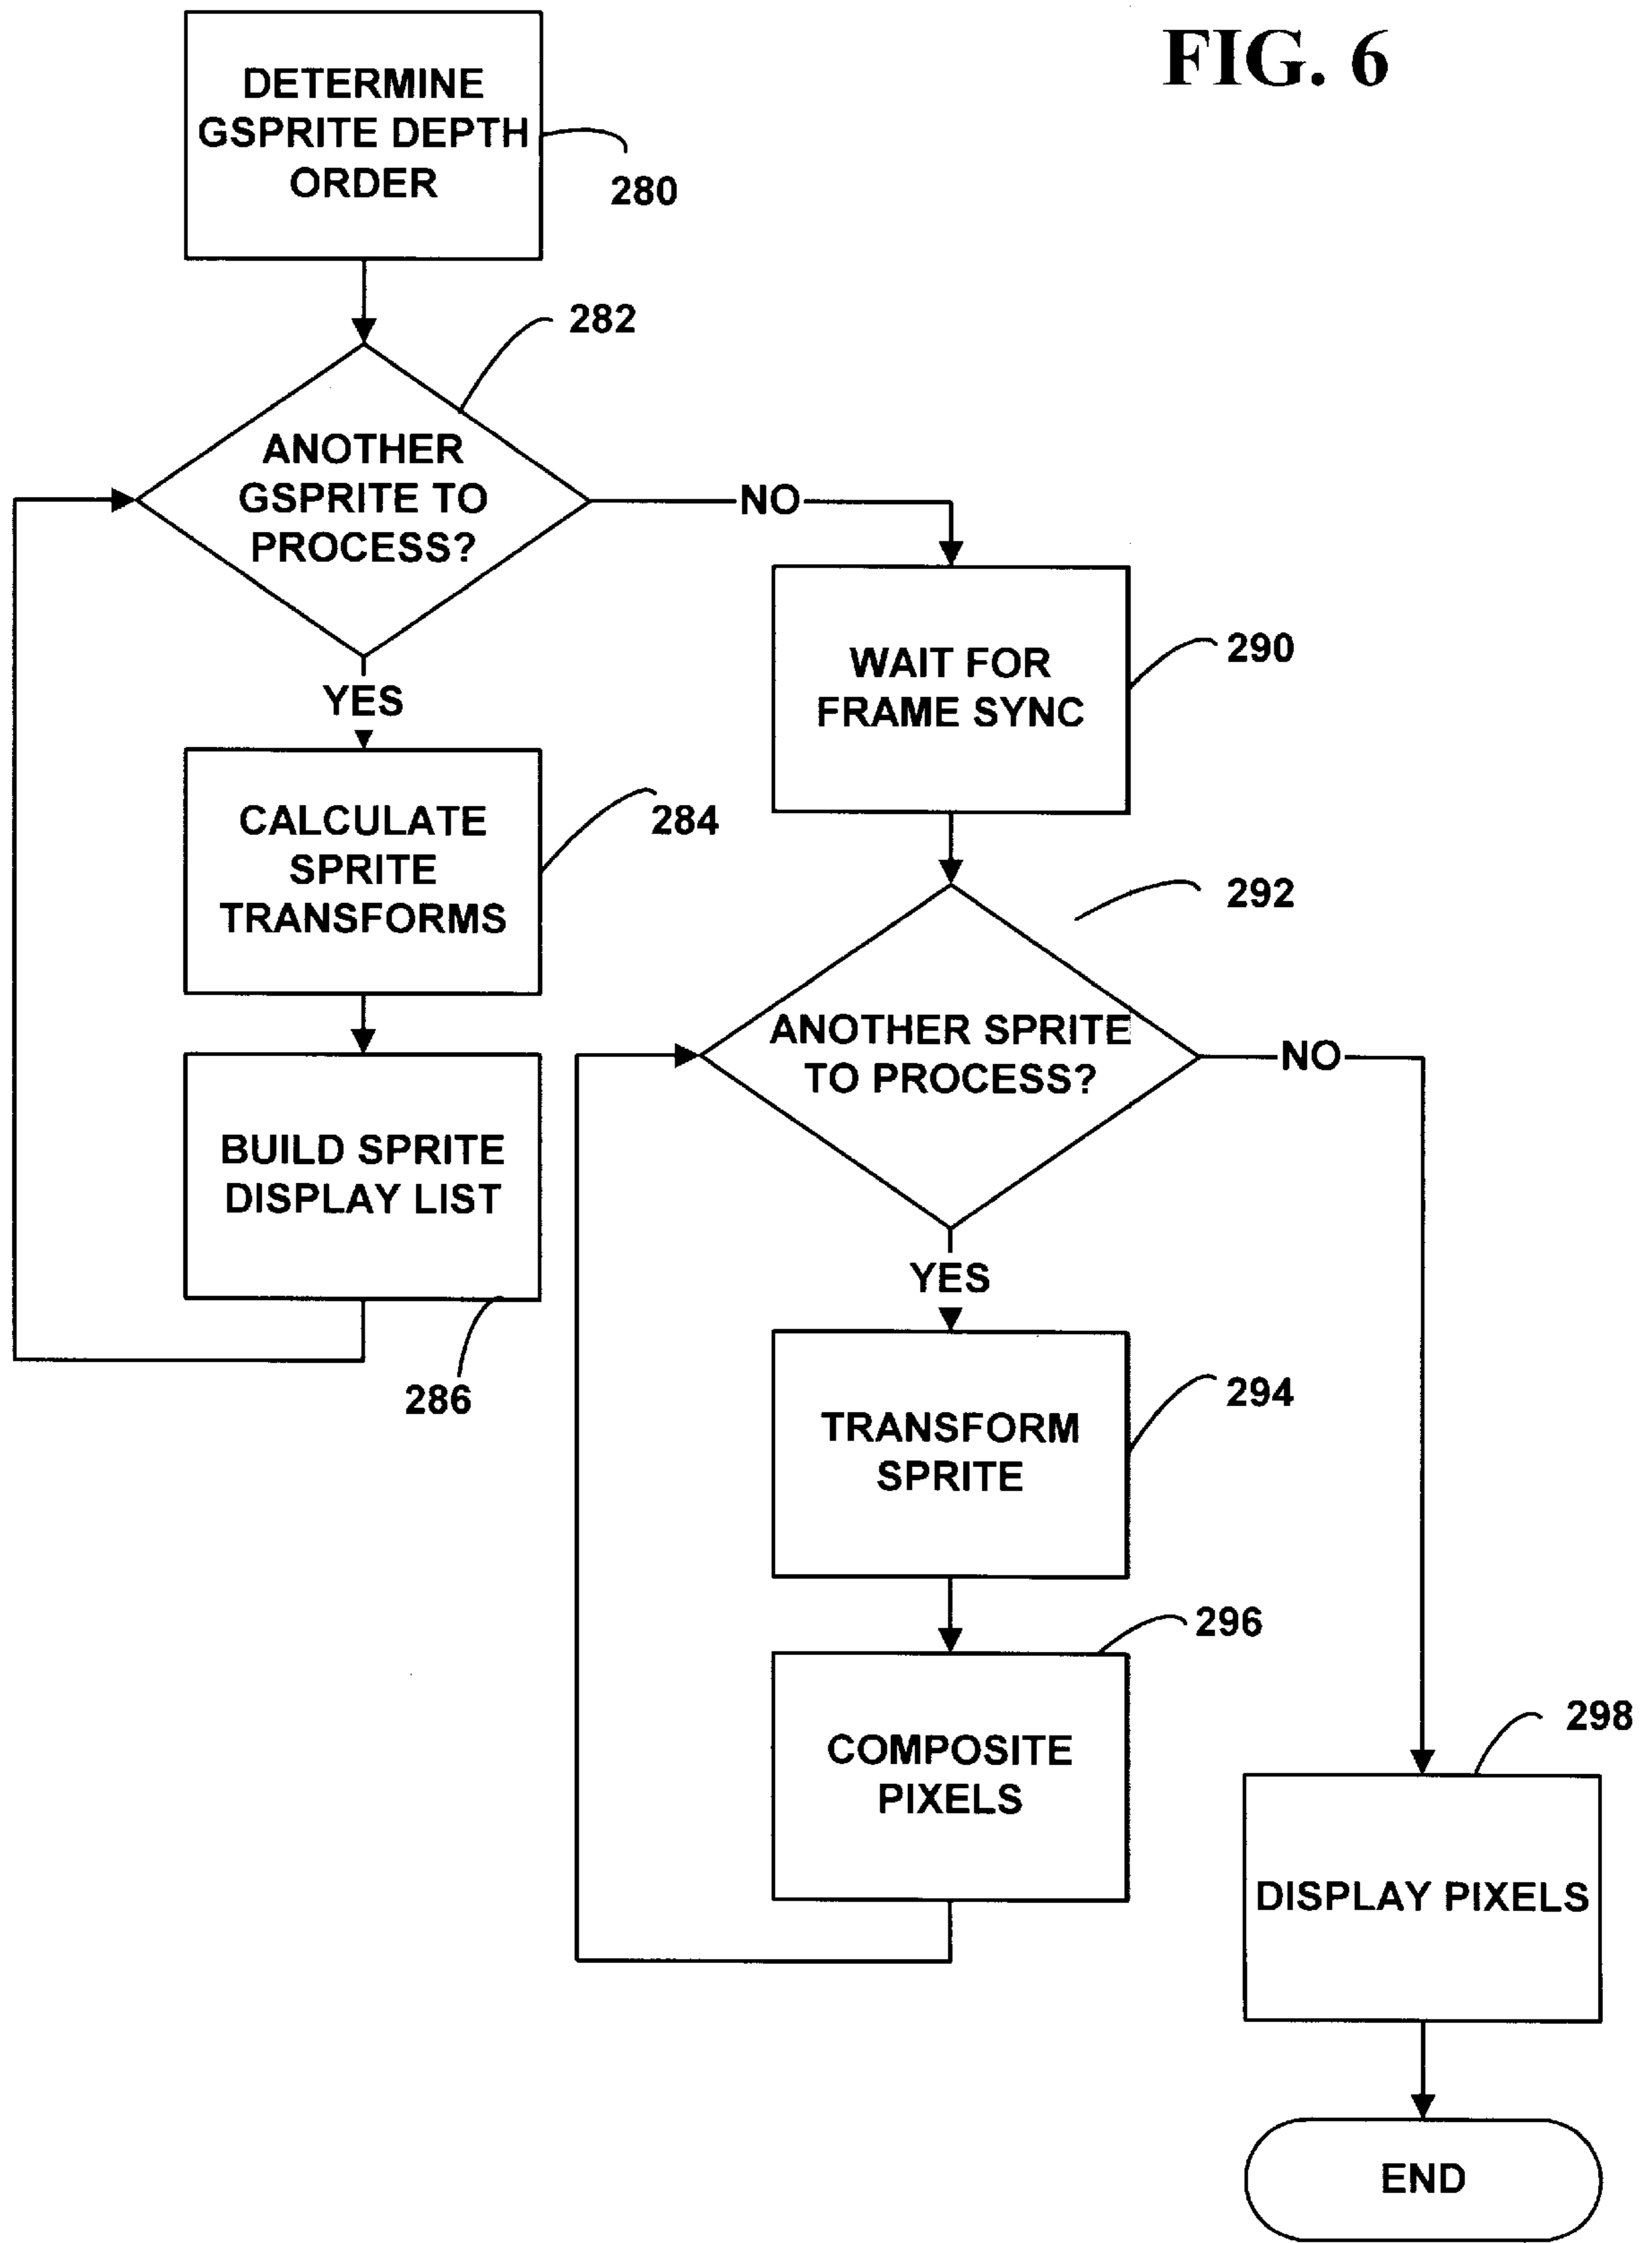 FIG. 6
DETERMINE
GSPRITE DEPTH
ORDER
280
282
ANOTHER
GSPRITE TO
PROCESS?
NO
YES
CALCULATE
SPRITE
TRANSFORMS
284
BUILD SPRITE
DISPLAY LIST
286
WAIT FOR
FRAME SYNC
290
292
ANOTHER SPRITE
TO PROCESS?
NO
YES
TRANSFORM
SPRITE
294
296
COMPOSITE
PIXELS
298
DISPLAY PIXELS
END